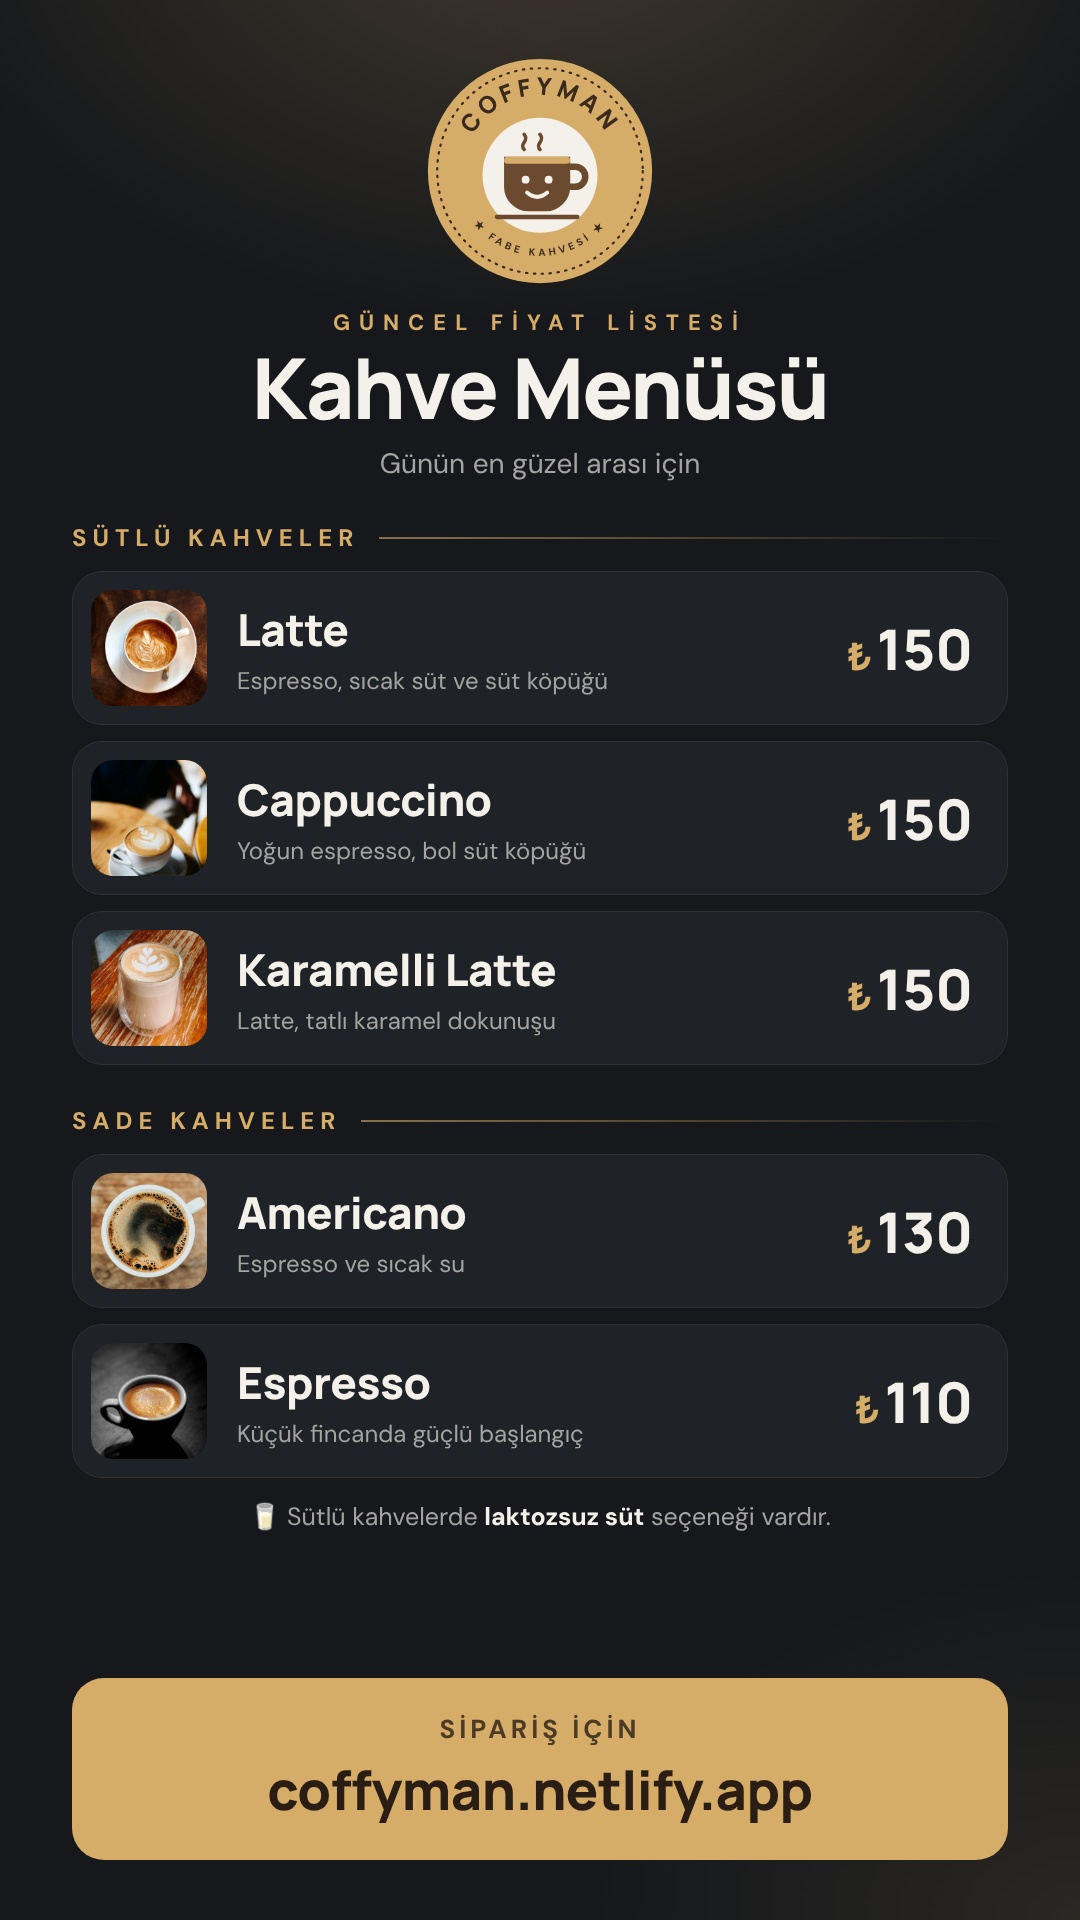 COFFYMAN
★ FABE KAHVESİ ★
GÜNCEL FİYAT LİSTESİ
Kahve Menüsü
Günün en güzel arası için
SÜTLÜ KAHVELER
Latte
Espresso, sıcak süt ve süt köpüğü
₺150
Cappuccino
Yoğun espresso, bol süt köpüğü
₺150
Karamelli Latte
Latte, tatlı karamel dokunuşu
₺150
SADE KAHVELER
Americano
Espresso ve sıcak su
₺130
Espresso
Küçük fincanda güçlü başlangıç
₺110
🥛 Sütlü kahvelerde laktozsuz süt seçeneği vardır.
SİPARİŞ İÇİN
coffyman.netlify.app